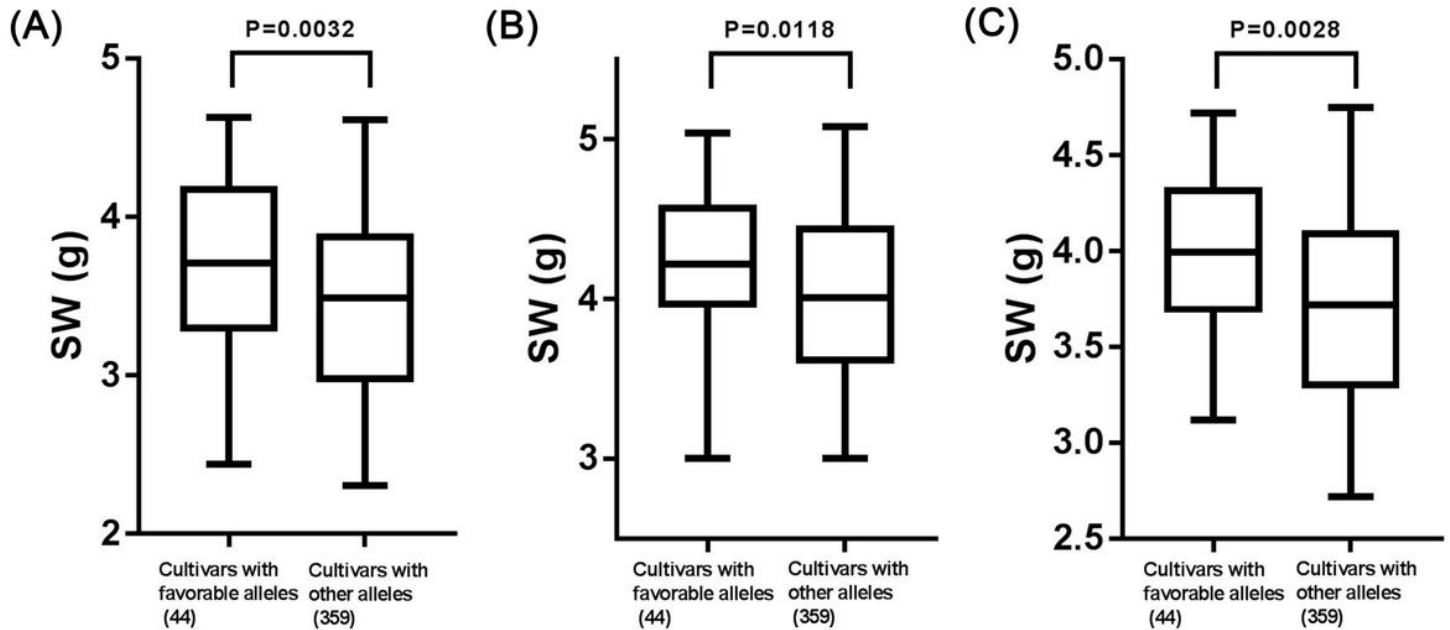 (A)
P=0.0032
5
4
3
2
SW (g)
Cultivars with
favorable alleles
(44)
Cultivars with
other alleles
(359)
(B)
P=0.0118
5
4
3
SW (g)
Cultivars with
favorable alleles
(44)
Cultivars with
other alleles
(359)
(C)
P=0.0028
5.0
4.5
4.0
3.5
3.0
2.5
SW (g)
Cultivars with
favorable alleles
(44)
Cultivars with
other alleles
(359)